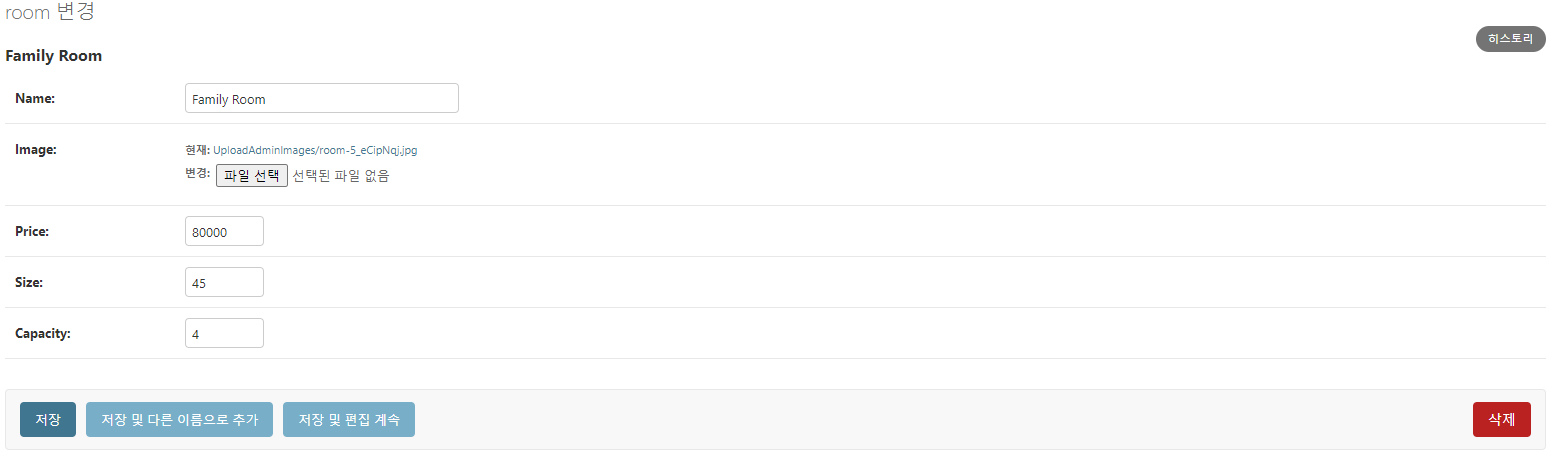 room 변경
히스토리
Family Room
Name: Family Room
Image: 현재: UploadAdminImages/room-5_eCipNqj.jpg
변경: 파일 선택 선택된 파일 없음
Price: 80000
Size: 45
Capacity: 4
저장 저장 및 다른 이름으로 추가 저장 및 편집 계속 삭제